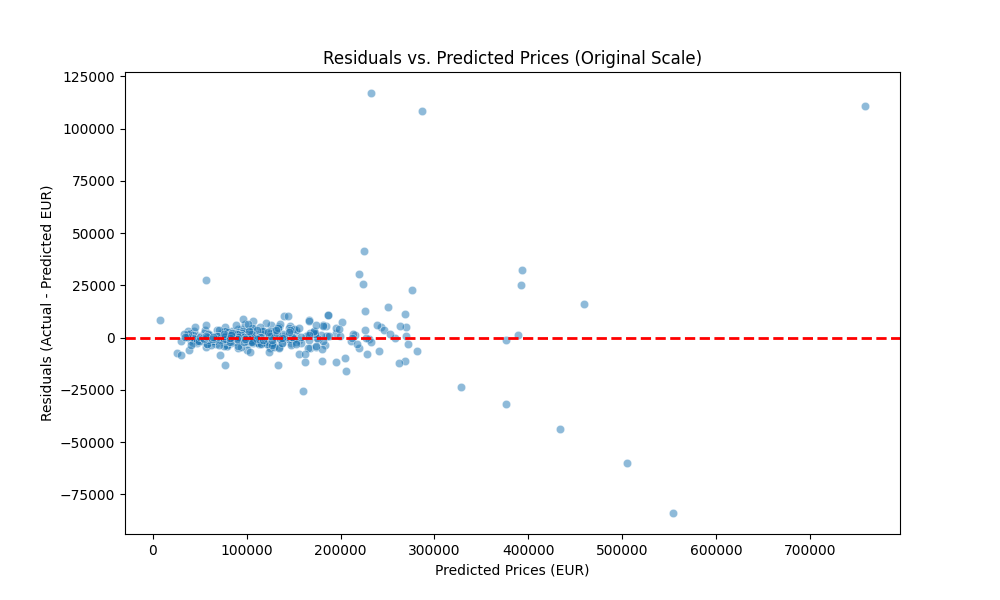 Residuals vs. Predicted Prices (Original Scale)
125000
100000
75000
50000
25000
0
−25000
−50000
−75000
Residuals (Actual - Predicted EUR)
0 100000 200000 300000 400000 500000 600000 700000
Predicted Prices (EUR)